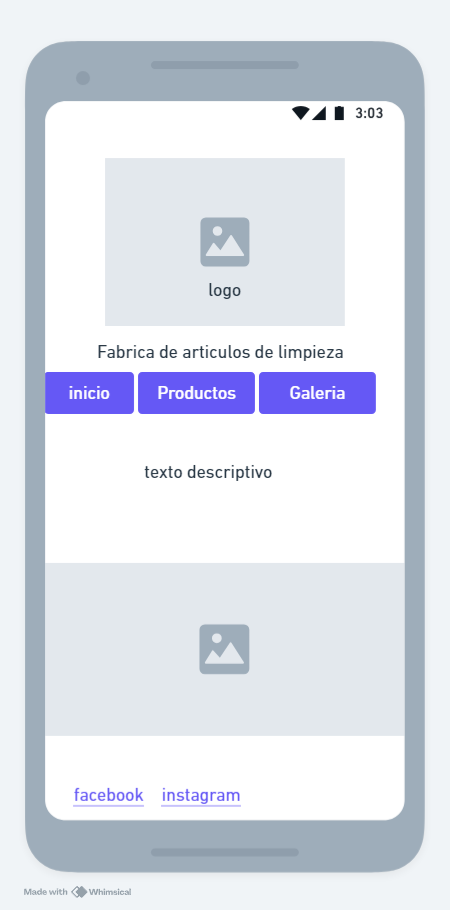 3:03
logo
Fabrica de articulos de limpieza
inicio Productos Galeria
texto descriptivo
facebook instagram
Made with Whimsical